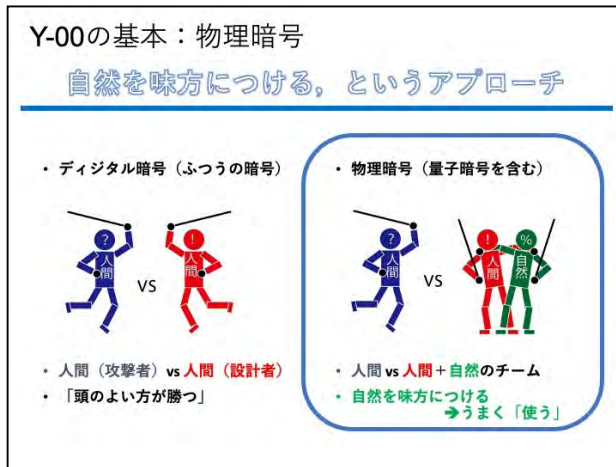 Y-00の基本：物理暗号
自然を味方につける，というアプローチ
• ディジタル暗号（ふつうの暗号）
?
人間
VS
!
人間
• 人間（攻撃者）vs 人間（設計者）
• 「頭のよい方が勝つ」
• 物理暗号（量子暗号を含む）
?
人間
VS
!
人間
%
自然
• 人間 vs 人間＋自然のチーム
• 自然を味方につける
➔うまく「使う」